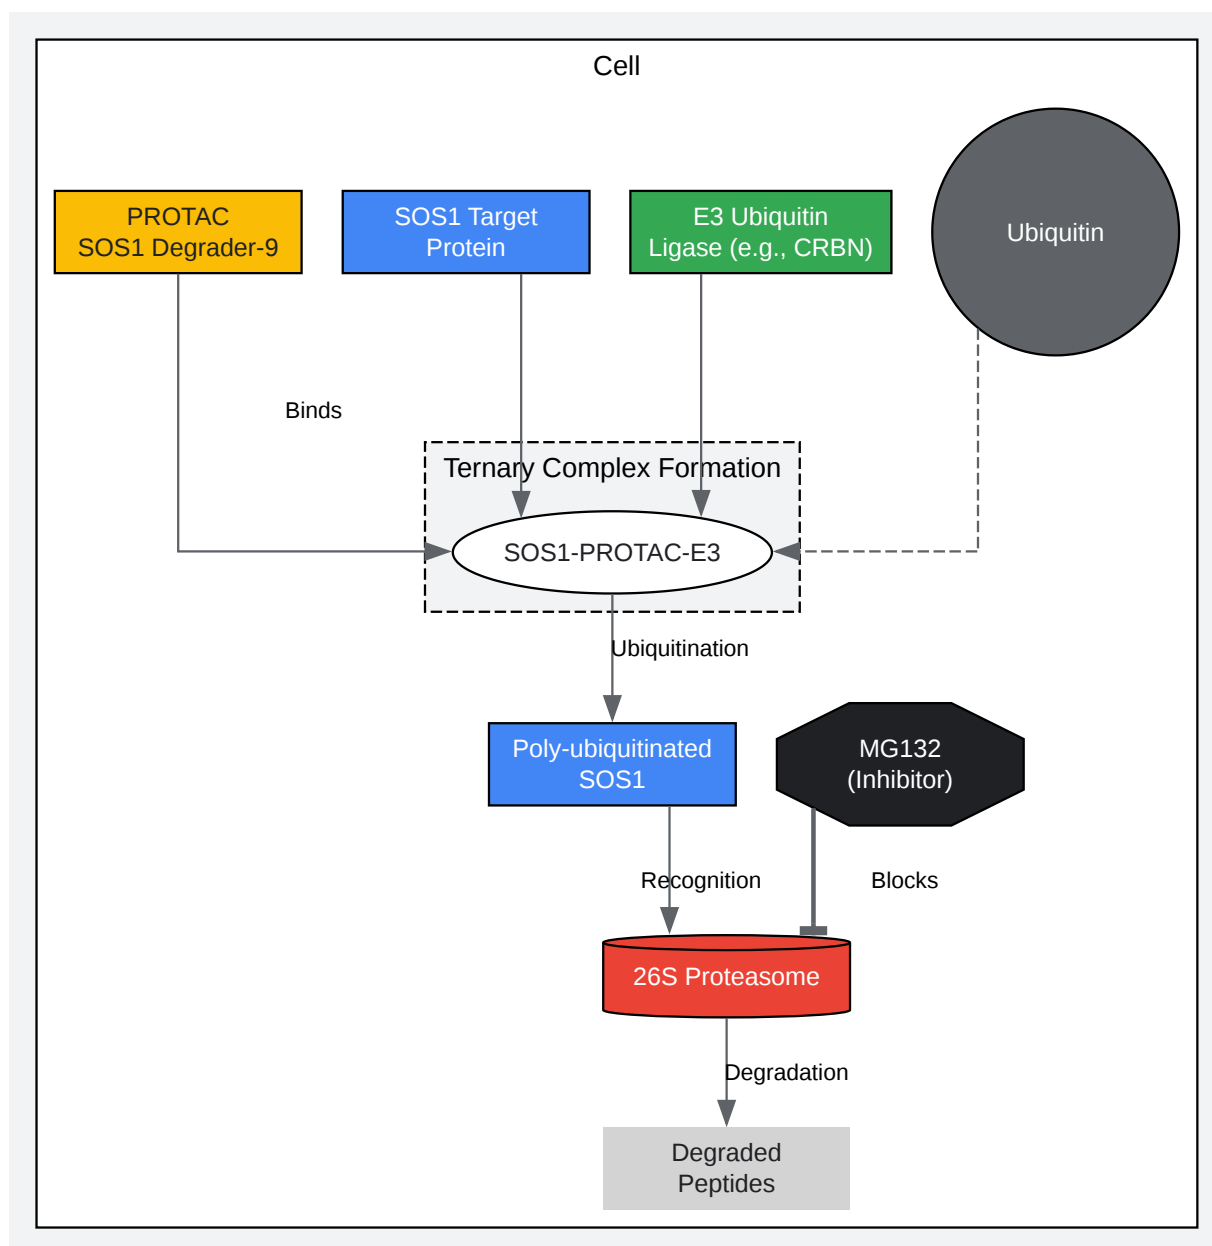 Cell
PROTAC
SOS1 Degrader-9
SOS1 Target
Protein
E3 Ubiquitin
Ligase (e.g., CRBN)
Ubiquitin
Binds
Ternary Complex Formation
SOS1-PROTAC-E3
Ubiquitination
Poly-ubiquitinated
SOS1
MG132
(Inhibitor)
Recognition
Blocks
26S Proteasome
Degradation
Degraded
Peptides